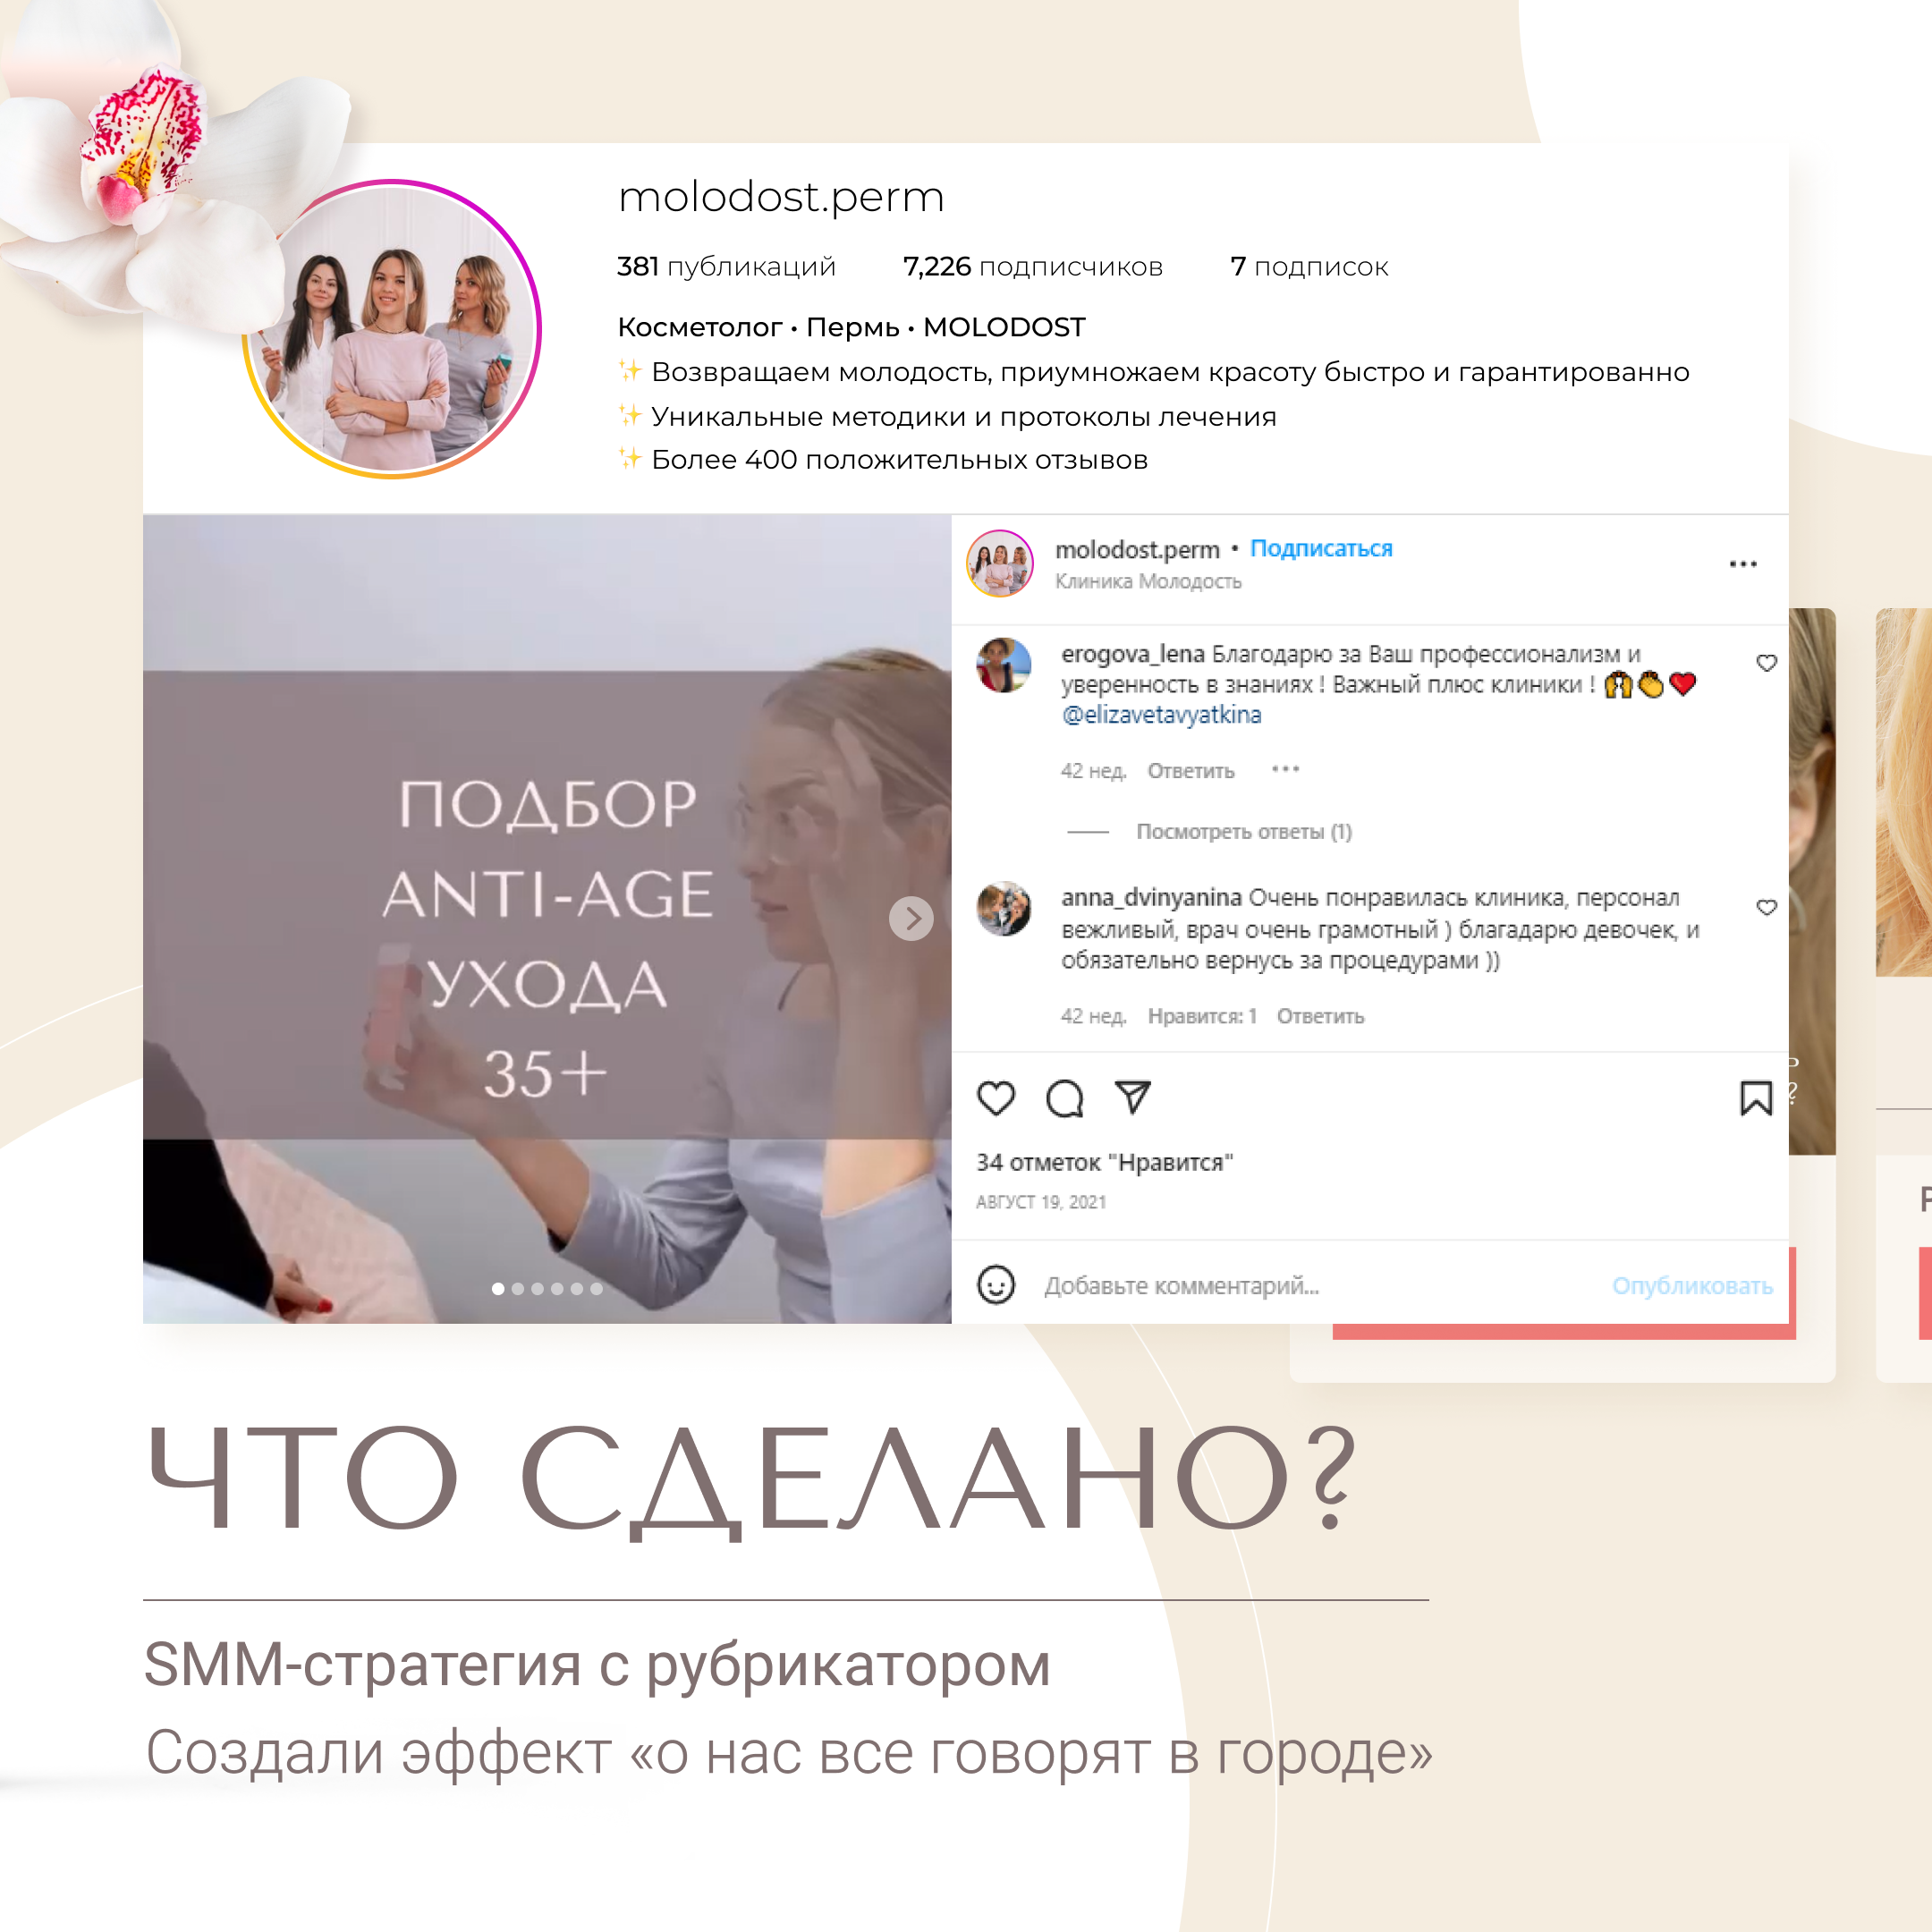 molodost.perm
381 публикаций 7,226 подписчиков 7 подписок
Косметолог • Пермь • MOLODOST
✨ Возвращаем молодость, приумножаем красоту быстро и гарантированно
✨ Уникальные методики и протоколы лечения
✨ Более 400 положительных отзывов
ПОДБОР
ANTI-AGE
УХОДА
35+
molodost.perm • Подписаться
Клиника Молодость
erogova_lena Благодарю за Ваш профессионализм и
уверенность в знаниях ! Важный плюс клиники ! 🙌👏❤️
@elizavetavyatkina
42 нед. Ответить •••
Посмотреть ответы (1)
anna_dvinyanina Очень понравилась клиника, персонал
вежливый, врач очень грамотный ) благадарю девочек, и
обязательно вернусь за процедурами ))
42 нед. Нравится: 1 Ответить
34 отметок "Нравится"
АВГУСТ 19, 2021
Добавьте комментарий... Опубликовать
ЧТО СДЕЛАНО?
SMM-стратегия с рубрикатором
Создали эффект «о нас все говорят в городе»